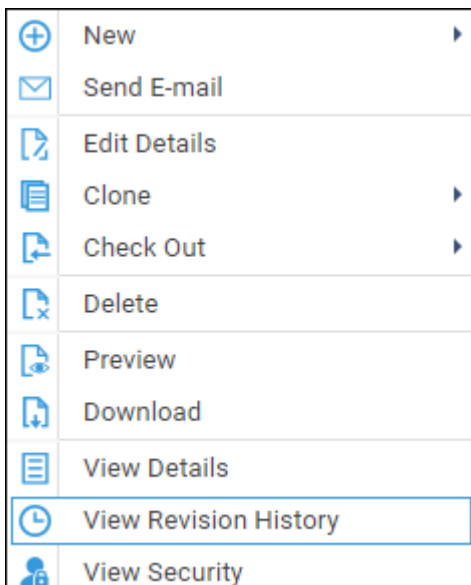 New
Send E-mail
Edit Details
Clone
Check Out
Delete
Preview
Download
View Details
View Revision History
View Security